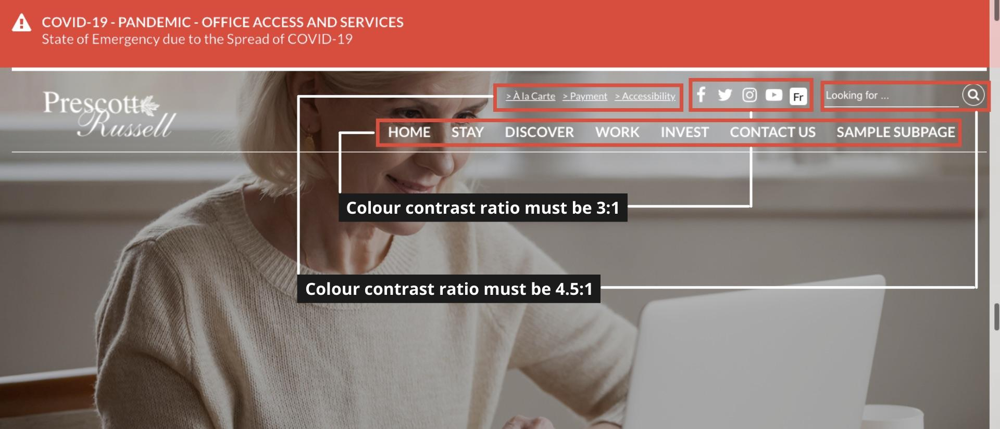 COVID-19 - PANDEMIC - OFFICE ACCESS AND SERVICES
State of Emergency due to the Spread of COVID-19
Prescott
Russell
> À la Carte > Payment > Accessibility
Fr
Looking for ...
HOME STAY DISCOVER WORK INVEST CONTACT US SAMPLE SUBPAGE
Colour contrast ratio must be 3:1
Colour contrast ratio must be 4.5:1